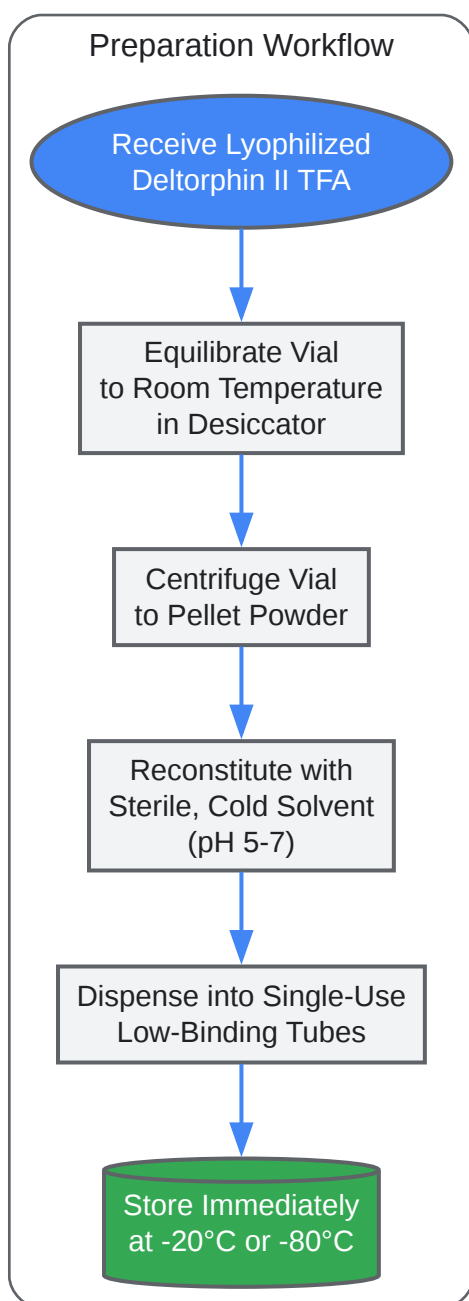 Preparation Workflow
Receive Lyophilized
Deltorphin II TFA
Equilibrate Vial
to Room Temperature
in Desiccator
Centrifuge Vial
to Pellet Powder
Reconstitute with
Sterile, Cold Solvent
(pH 5-7)
Dispense into Single-Use
Low-Binding Tubes
Store Immediately
at -20°C or -80°C